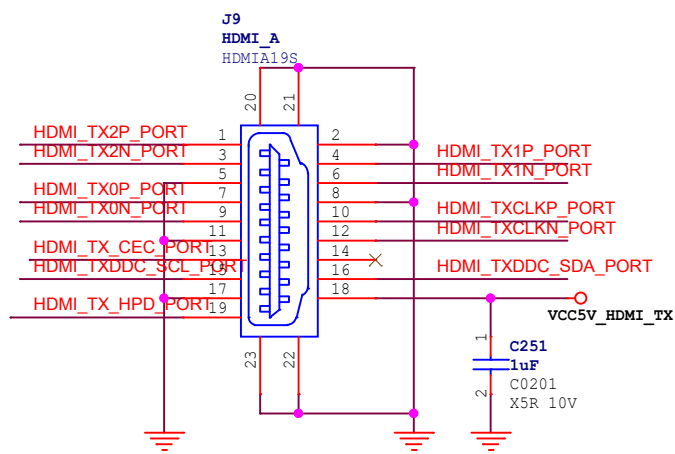 J9
HDMI_A
HDMIA19S
20
21
HDMI_TX2P_PORT
1
2
HDMI_TX2N_PORT
3
4
HDMI_TX1P_PORT
5
6
HDMI_TX1N_PORT
HDMI_TX0P_PORT
7
8
HDMI_TX0N_PORT
9
10
HDMI_TXCLKP_PORT
11
12
HDMI_TXCLKN_PORT
HDMI_TX_CEC_PORT
13
14
HDMI_TXDDC_SCL_PORT
15
16
HDMI_TXDDC_SDA_PORT
17
18
HDMI_TX_HPD_PORT
19
VCC5V_HDMI_TX
23
22
1
C251
1uF
2
C0201
X5R 10V